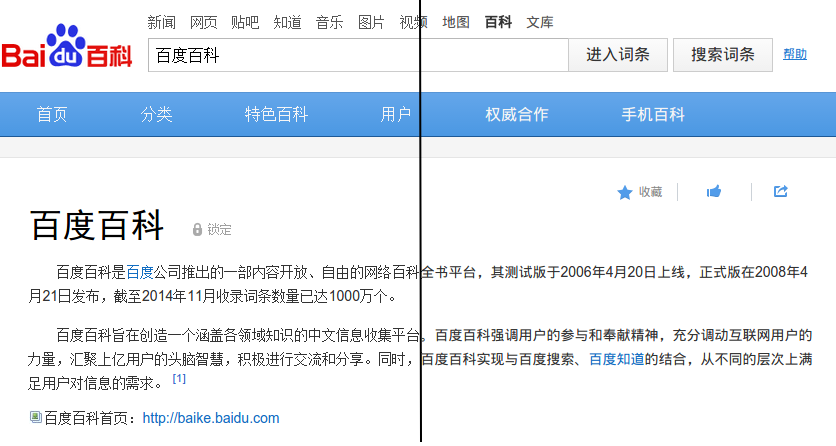 新闻 网页 贴吧 知道 音乐 图片 视频 地图 百科 文库
Baidu百科 百度百科 进入词条 搜索词条 帮助
首页 分类 特色百科 用户 权威合作 手机百科
收藏
百度百科 锁定
百度百科是百度公司推出的一部内容开放、自由的网络百科全书平台，其测试版于2006年4月20日上线，正式版在2008年4
月21日发布，截至2014年11月收录词条数量已达1000万个。
百度百科旨在创造一个涵盖各领域知识的中文信息收集平台。百度百科强调用户的参与和奉献精神，充分调动互联网用户的
力量，汇聚上亿用户的头脑智慧，积极进行交流和分享。同时，百度百科实现与百度搜索、百度知道的结合，从不同的层次上满
足用户对信息的需求。 [1]
百度百科首页：http://baike.baidu.com